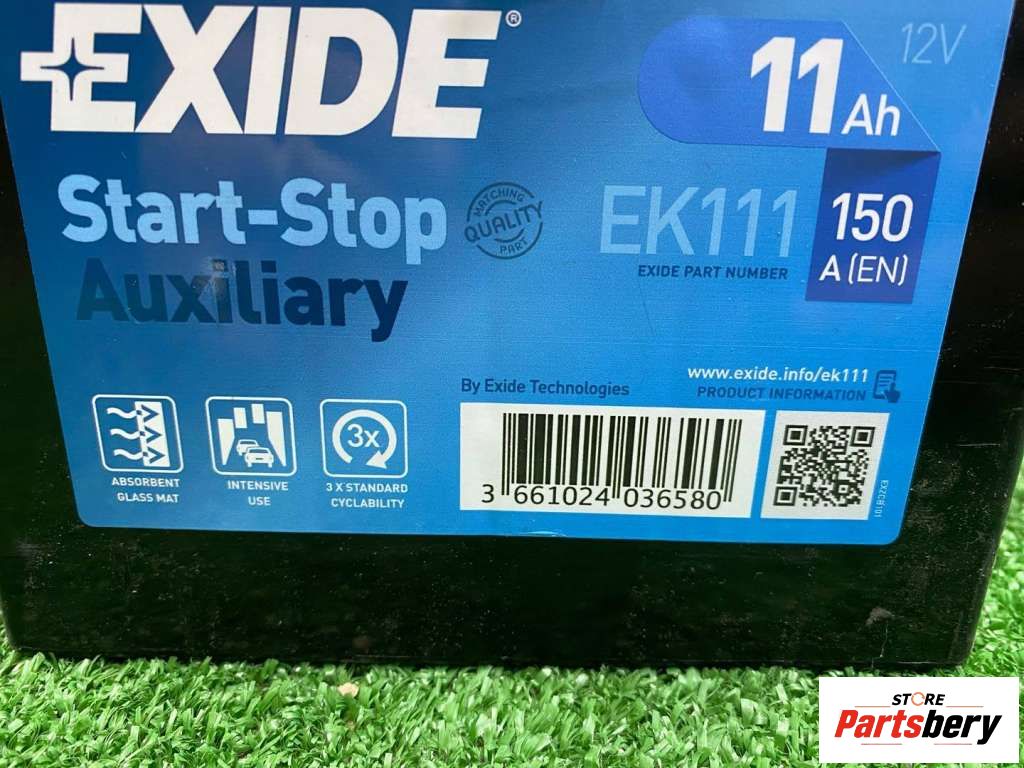 EXIDE®
12V
11 Ah
Start-Stop
Auxiliary
MATCHING
QUALITY
PART
EK111
EXIDE PART NUMBER
150
A (EN)
www.exide.info/ek111
PRODUCT INFORMATION
By Exide Technologies
ABSORBENT
GLASS MAT
INTENSIVE
USE
3x
3 X STANDARD
CYCLABILITY
3 661024 036580
EXZCIB101
STORE
Partsbery